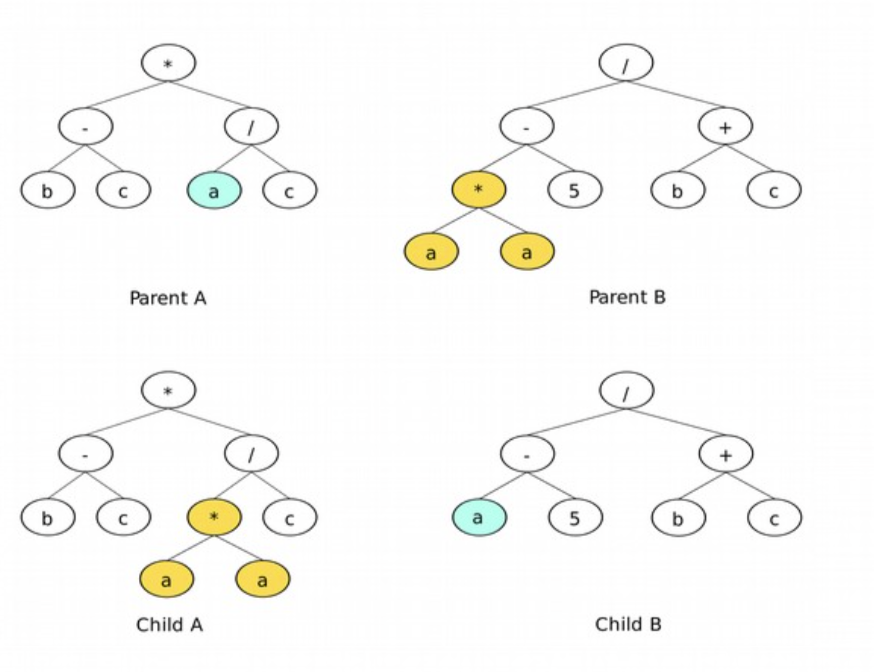 * /
- / - +
b c a c * 5 b c
a a
Parent A Parent B
* /
- / - +
b c * c a 5 b c
a a
Child A Child B